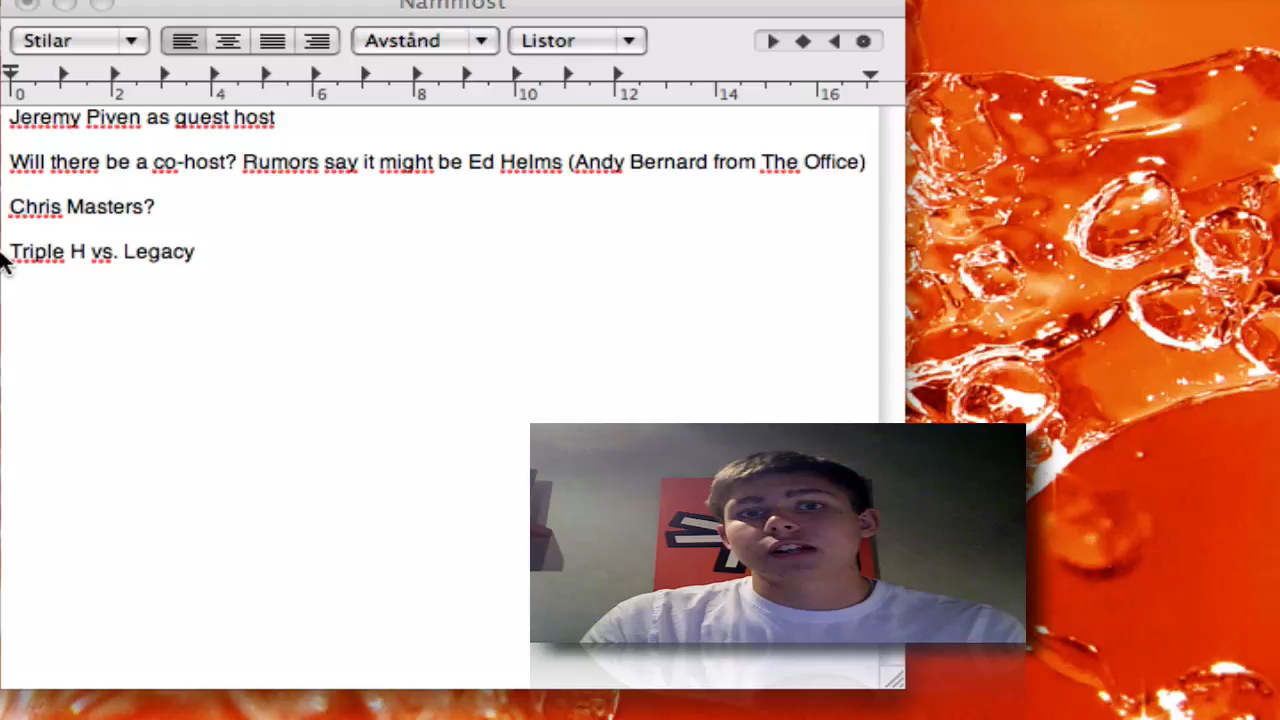 Namnlöst
Stilar
Avstånd
Listor
0 2 4 6 8 10 12 14 16
Jeremy Piven as guest host
Will there be a co-host? Rumors say it might be Ed Helms (Andy Bernard from The Office)
Chris Masters?
Triple H vs. Legacy